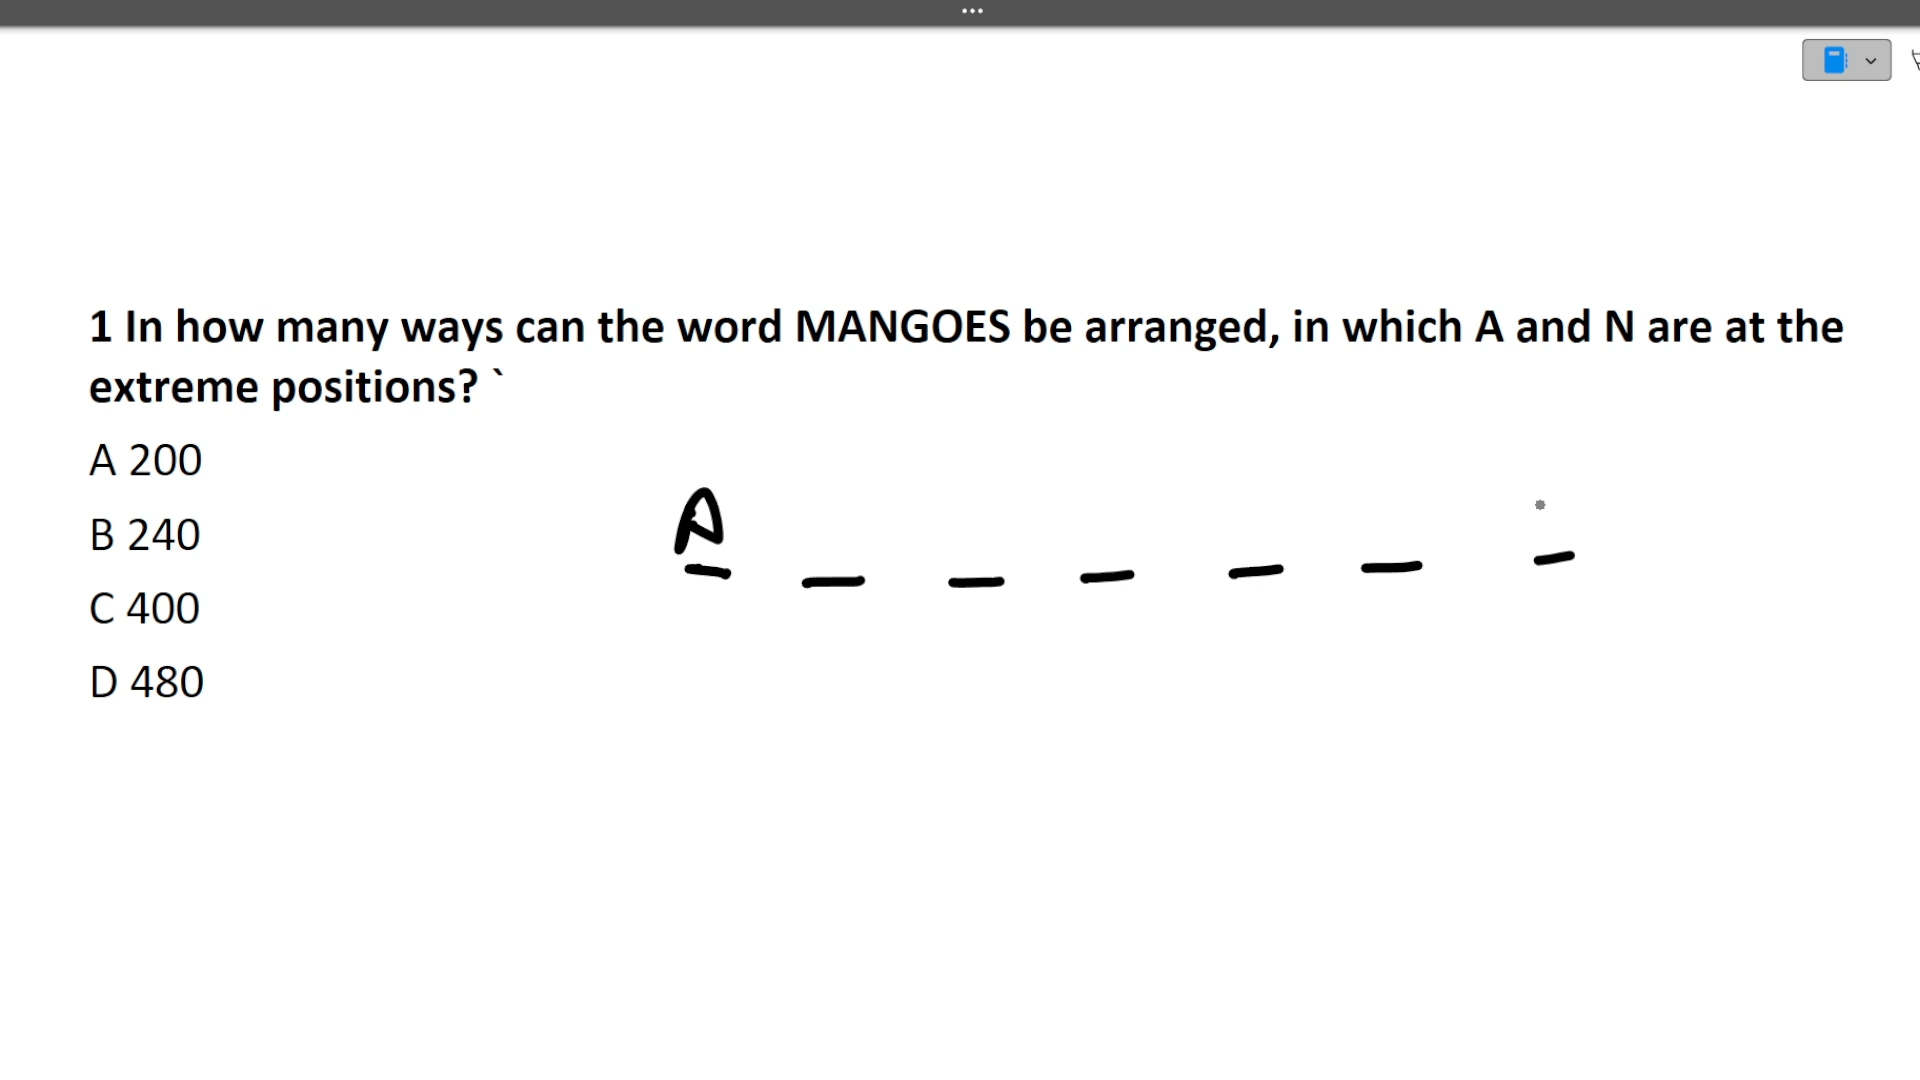 1 In how many ways can the word MANGOES be arranged, in which A and N are at the
extreme positions? `
A 200
B 240
C 400
D 480
A